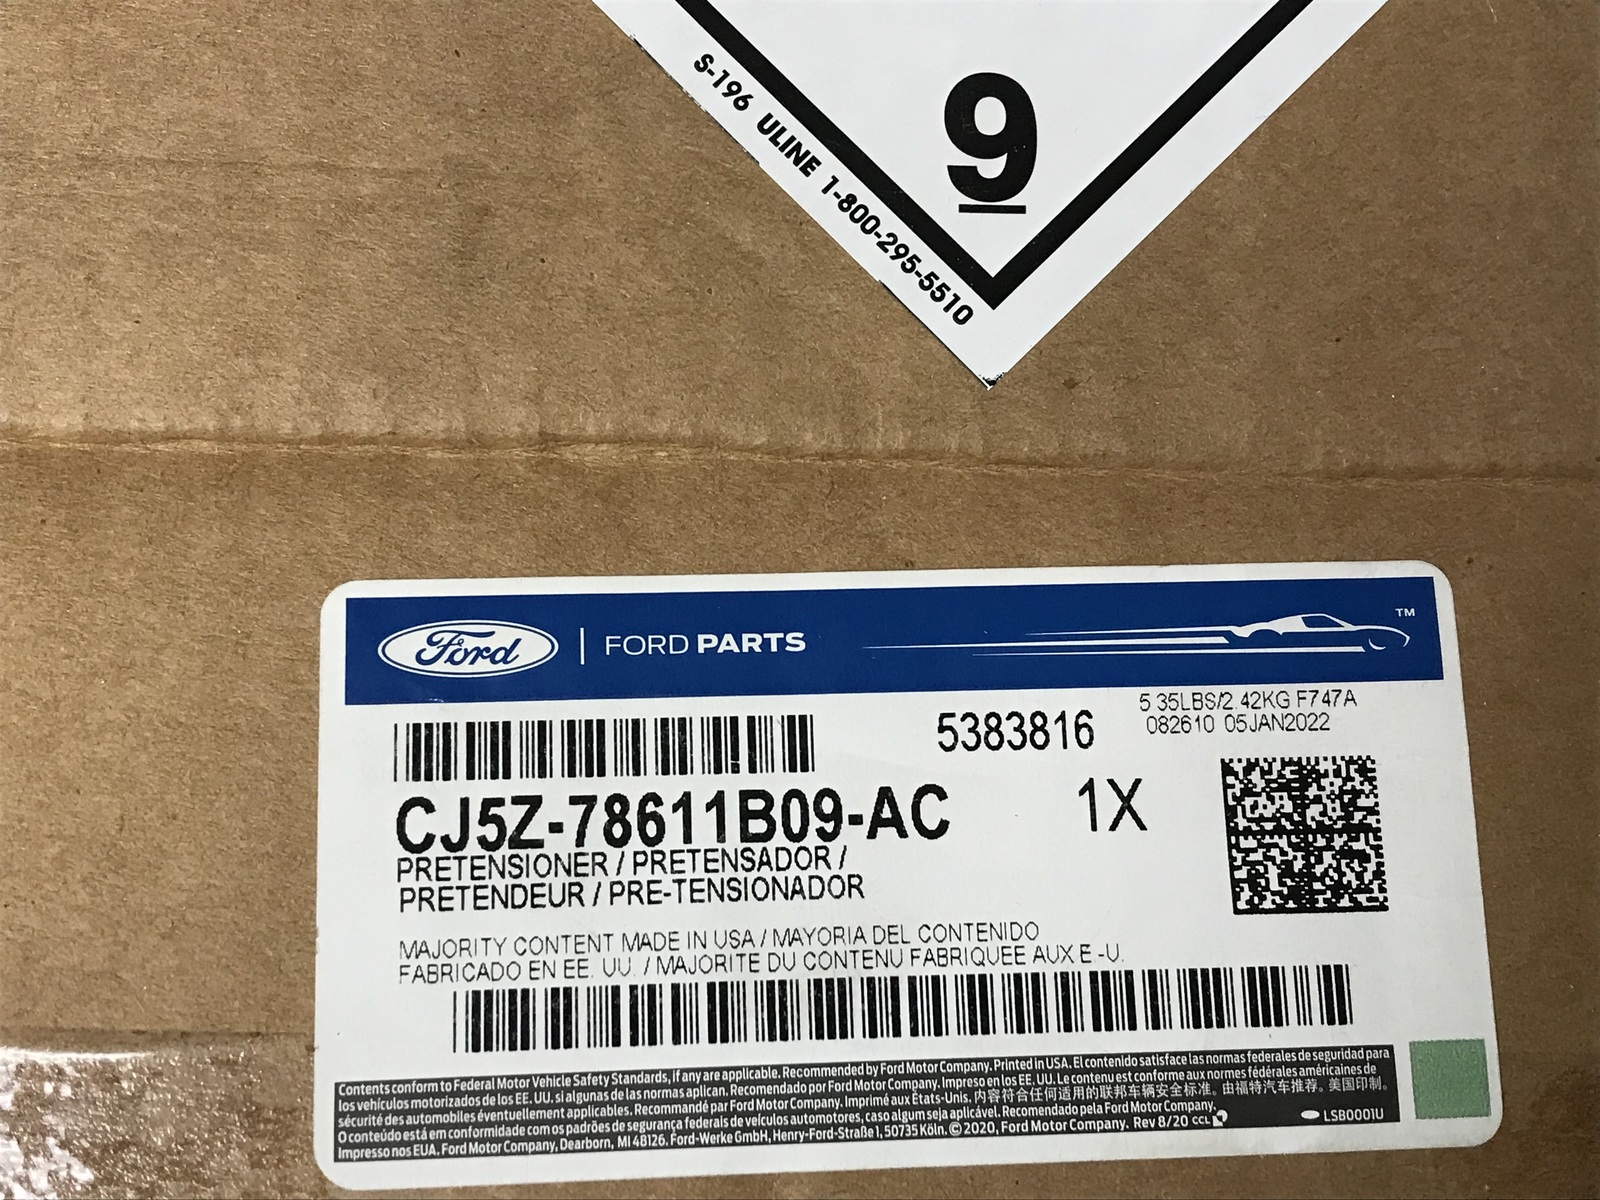 9
S-196 ULINE 1-800-295-5510
Ford FORD PARTS TM
5383816
5 35LBS/2 42KG F747A
082610 05JAN2022
CJ5Z-78611B09-AC 1X
PRETENSIONER / PRETENSADOR /
PRETENDEUR / PRE-TENSIONADOR
MAJORITY CONTENT MADE IN USA / MAYORIA DEL CONTENIDO
FABRICADO EN EE. UU. / MAJORITE DU CONTENU FABRIQUEE AUX E.-U.
Contents conform to Federal Motor Vehicle Safety Standards, if any are applicable. Recommended by Ford Motor Company. Printed in USA. El contenido satisface las normas federales de seguridad para
los vehículos motorizados de los EE. UU. si algunas de las normas aplican. Recomendado por Ford Motor Company. Impreso en los EE. UU. Le contenu est conforme aux normes fédérales américaines de
sécurité des automobiles éventuellement applicables. Recommandé par Ford Motor Company. Imprimé aux États-Unis. 内容符合任何适用的联邦车辆安全标准。由福特汽车推荐。美国印制。
O conteúdo está em conformidade com os padrões de segurança federais de veículos automotores, caso algum seja aplicável. Recomendado pela Ford Motor Company.
Impresso nos EUA. Ford Motor Company, Dearborn, MI 48126. Ford-Werke GmbH, Henry-Ford-Straße 1, 50735 Köln. © 2020, Ford Motor Company. Rev 8/20 CCL LSB0001U